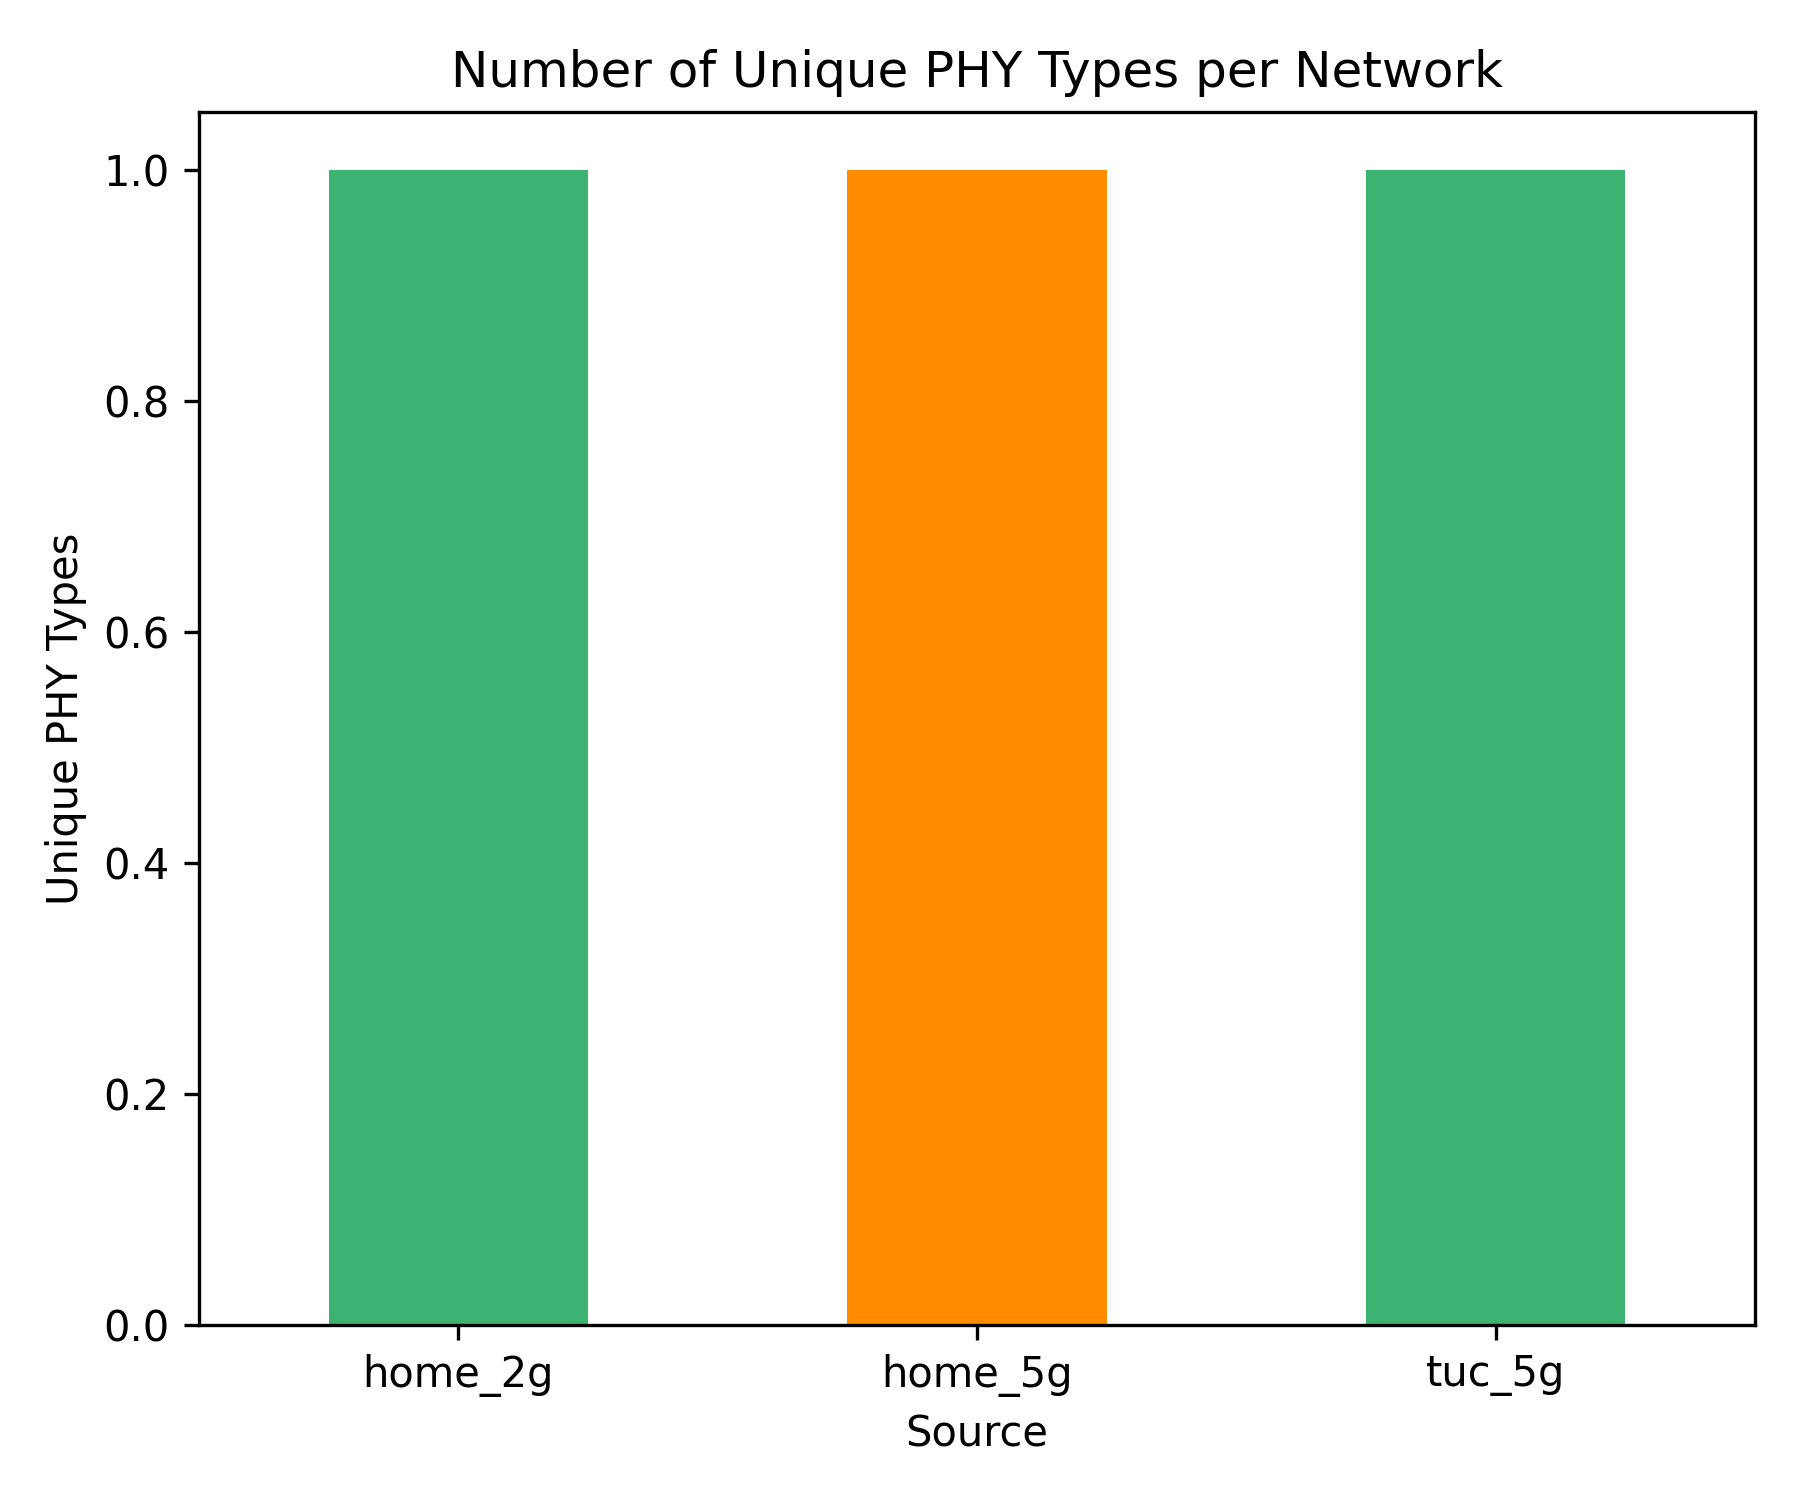 Number of Unique PHY Types per Network
Unique PHY Types
1.0
0.8
0.6
0.4
0.2
0.0
home_2g
home_5g
tuc_5g
Source